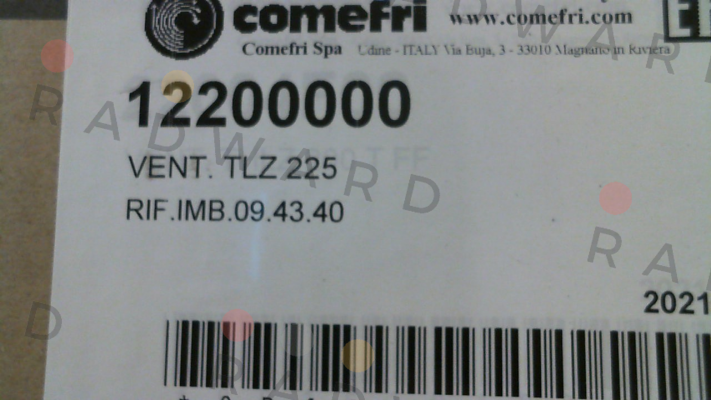 comefri www.comefri.com
Comefri Spa Udine - ITALY Via Buja, 3 - 33010 Magnano in Riviera
12200000
VENT. TLZ 225
RIF.IMB.09.43.40
2021
RADWARD